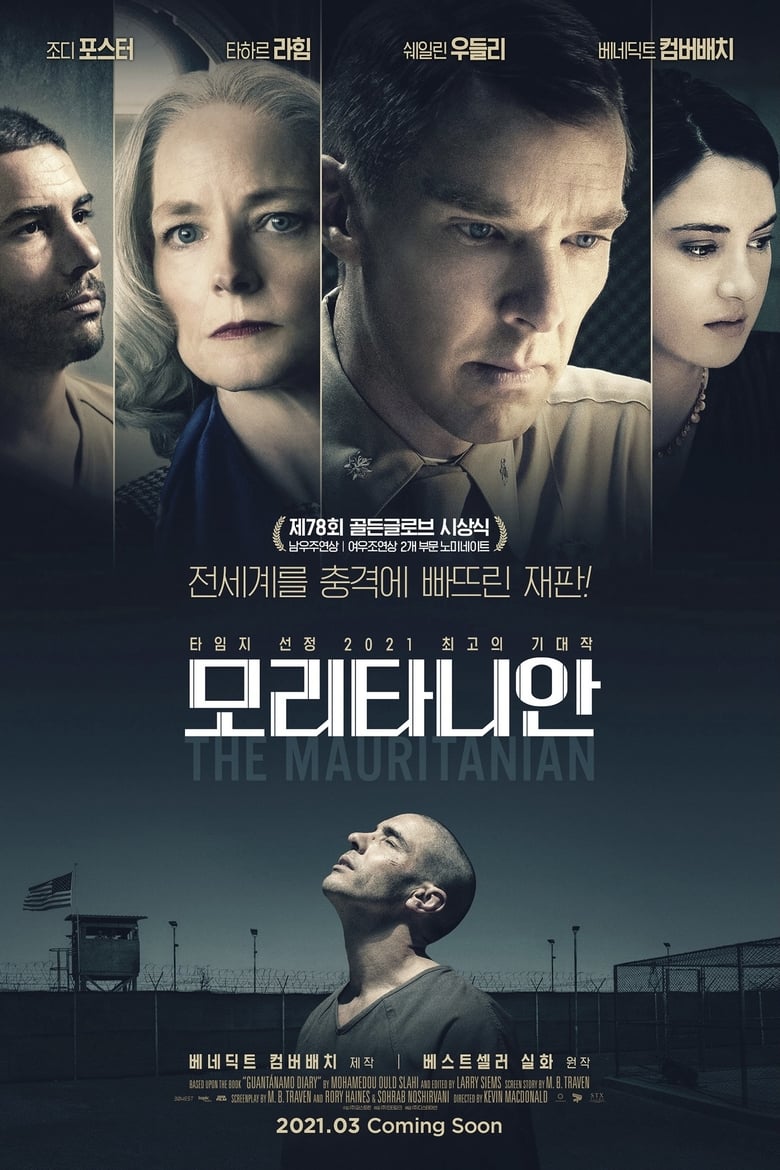 조디 포스터 타하르 라힘 쉐일린 우들리 베네딕트 컴버배치
제78회 골든글로브 시상식
남우주연상 | 여우조연상 2개 부문 노미네이트
전세계를 충격에 빠뜨린 재판!
타임지 선정 2021 최고의 기대작
모리타니안
THE MAURITANIAN
베네딕트 컴버배치 제작 | 베스트셀러 실화 원작
BASED UPON THE BOOK "GUANTÁNAMO DIARY" BY MOHAMEDOU OULD SLAHI AND EDITED BY LARRY SIEMS SCREEN STORY BY M. B. TRAVEN
SCREENPLAY BY M. B. TRAVEN AND RORY HAINES & SOHRAB NOSHIRVANI DIRECTED BY KEVIN MACDONALD
STX
2021.03 Coming Soon